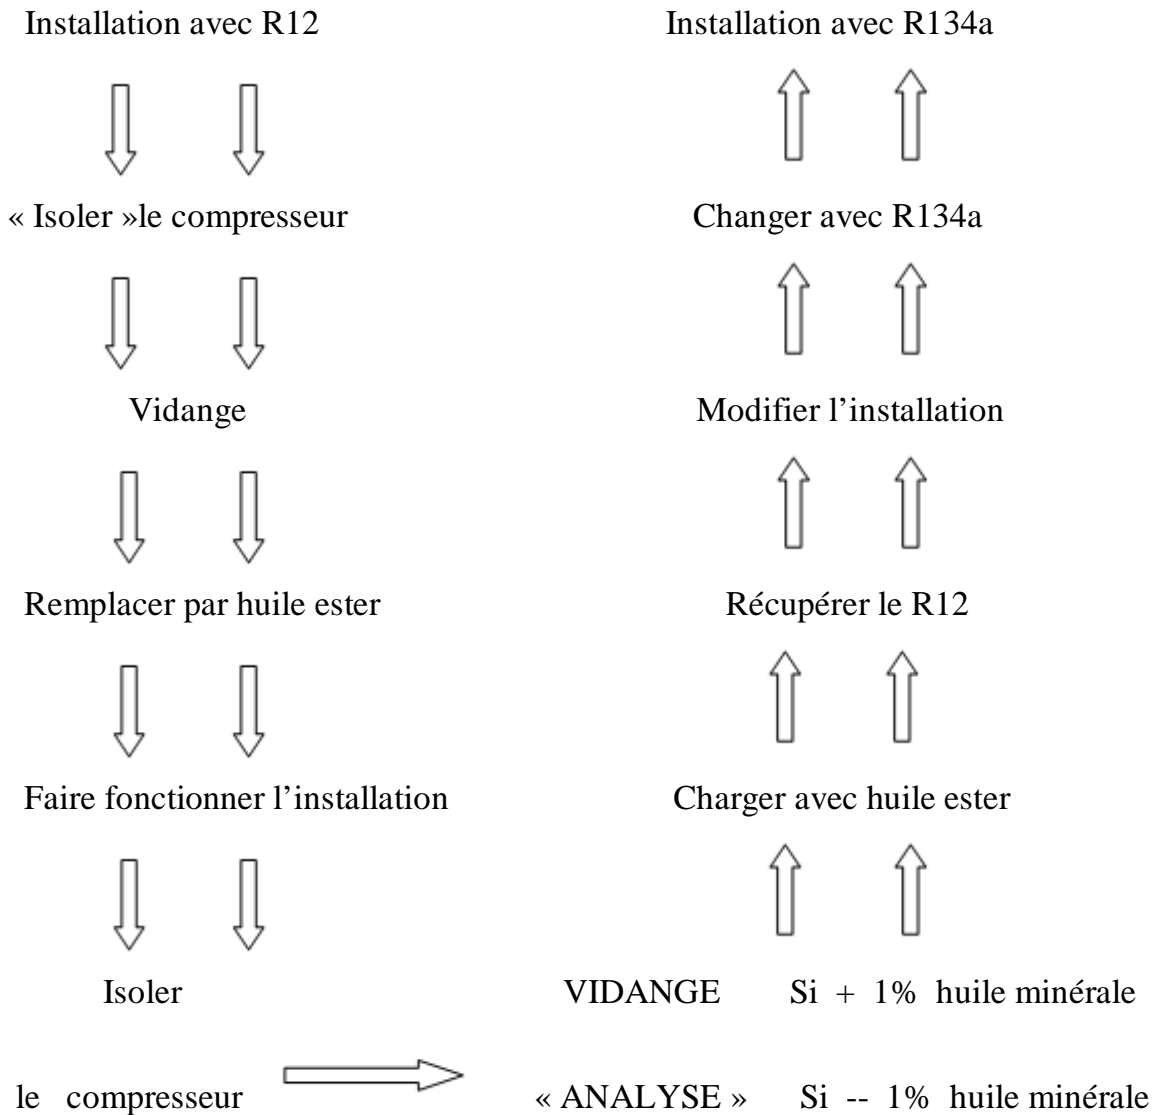 Installation avec R12
« Isoler »le compresseur
Vidange
Remplacer par huile ester
Faire fonctionner l’installation
Isoler
le compresseur
« ANALYSE » Si -- 1% huile minérale
VIDANGE Si + 1% huile minérale
Charger avec huile ester
Récupérer le R12
Modifier l’installation
Changer avec R134a
Installation avec R134a